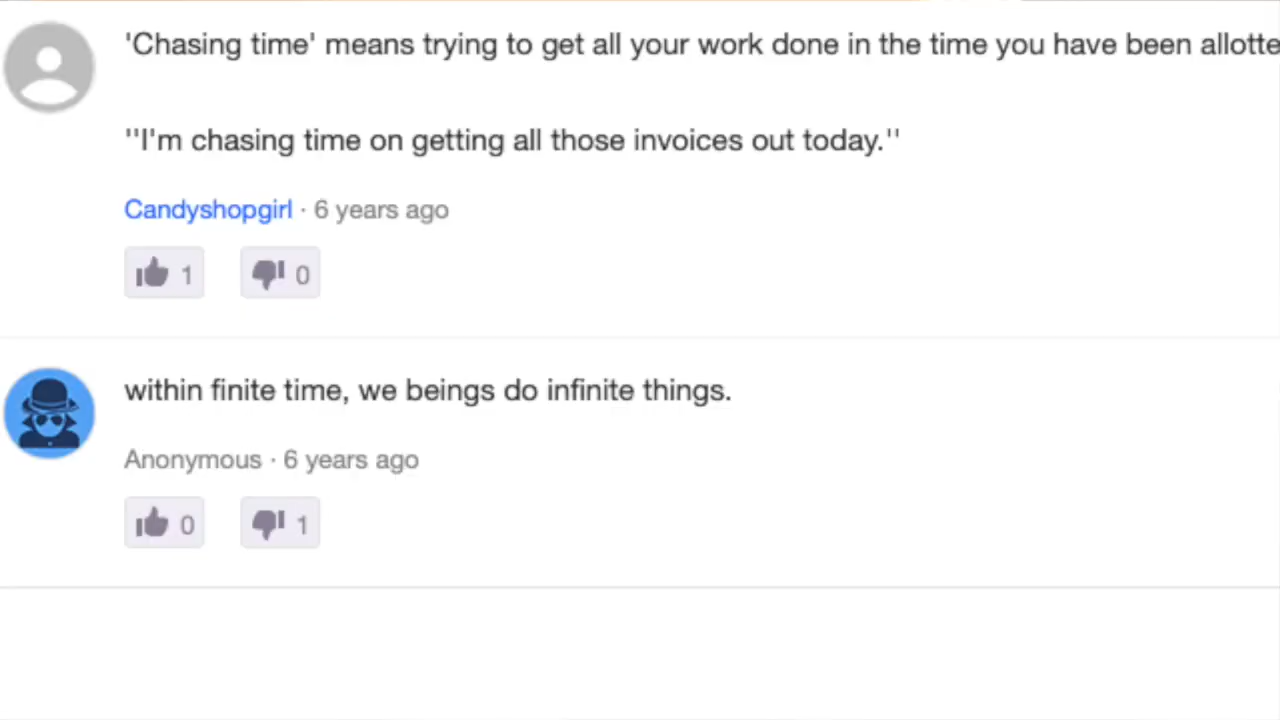 'Chasing time' means trying to get all your work done in the time you have been allotte
''I'm chasing time on getting all those invoices out today.''
Candyshopgirl · 6 years ago
1 0
within finite time, we beings do infinite things.
Anonymous · 6 years ago
0 1